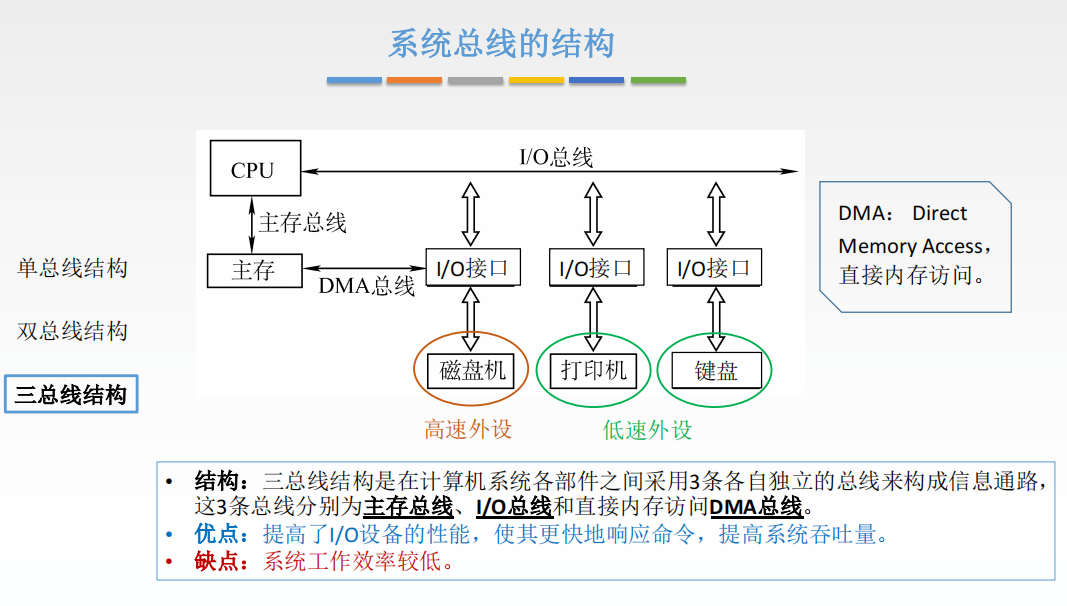 系统总线的结构
CPU
I/O总线
主存总线
主存
DMA总线
I/O接口
I/O接口
I/O接口
磁盘机
打印机
键盘
高速外设
低速外设
DMA： Direct
Memory Access，
直接内存访问。
单总线结构
双总线结构
三总线结构
• 结构：三总线结构是在计算机系统各部件之间采用3条各自独立的总线来构成信息通路，
这3条总线分别为主存总线、I/O总线和直接内存访问DMA总线。
• 优点：提高了I/O设备的性能，使其更快地响应命令，提高系统吞吐量。
• 缺点：系统工作效率较低。